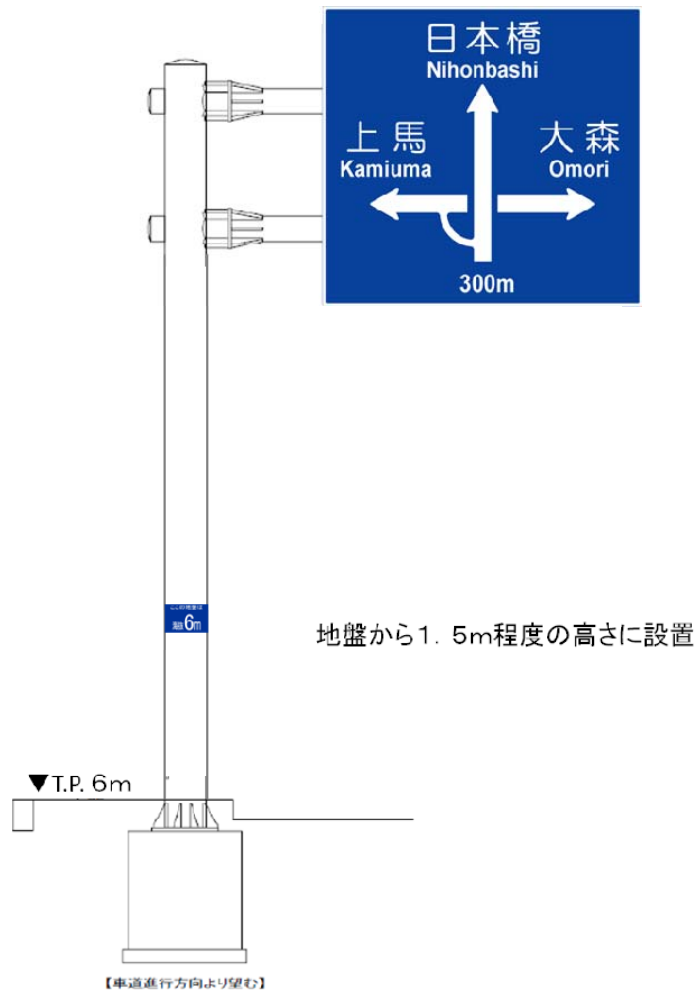 日本橋
Nihonbashi
上馬
Kamiuma
大森
Omori
300m
海抜6m
地盤から1.5m程度の高さに設置
▼T.P.6m
【車道進行方向より望む】